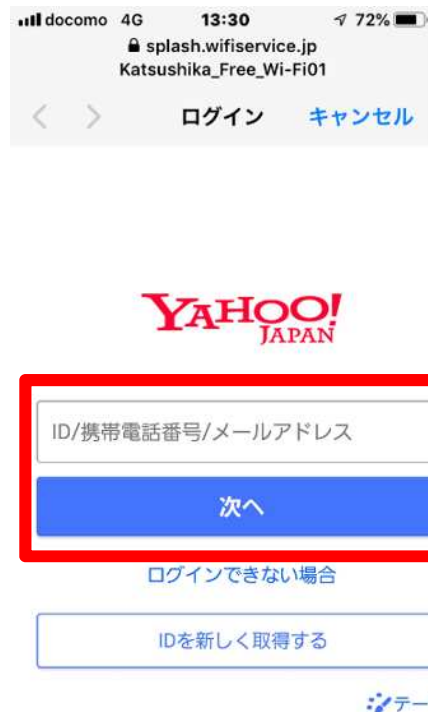 docomo 4G 13:30 72%
splash.wifiservice.jp
Katsushika_Free_Wi-Fi01
ログイン キャンセル
YAHOO!
JAPAN
ID/携帯電話番号/メールアドレス
次へ
ログインできない場合
IDを新しく取得する
テー